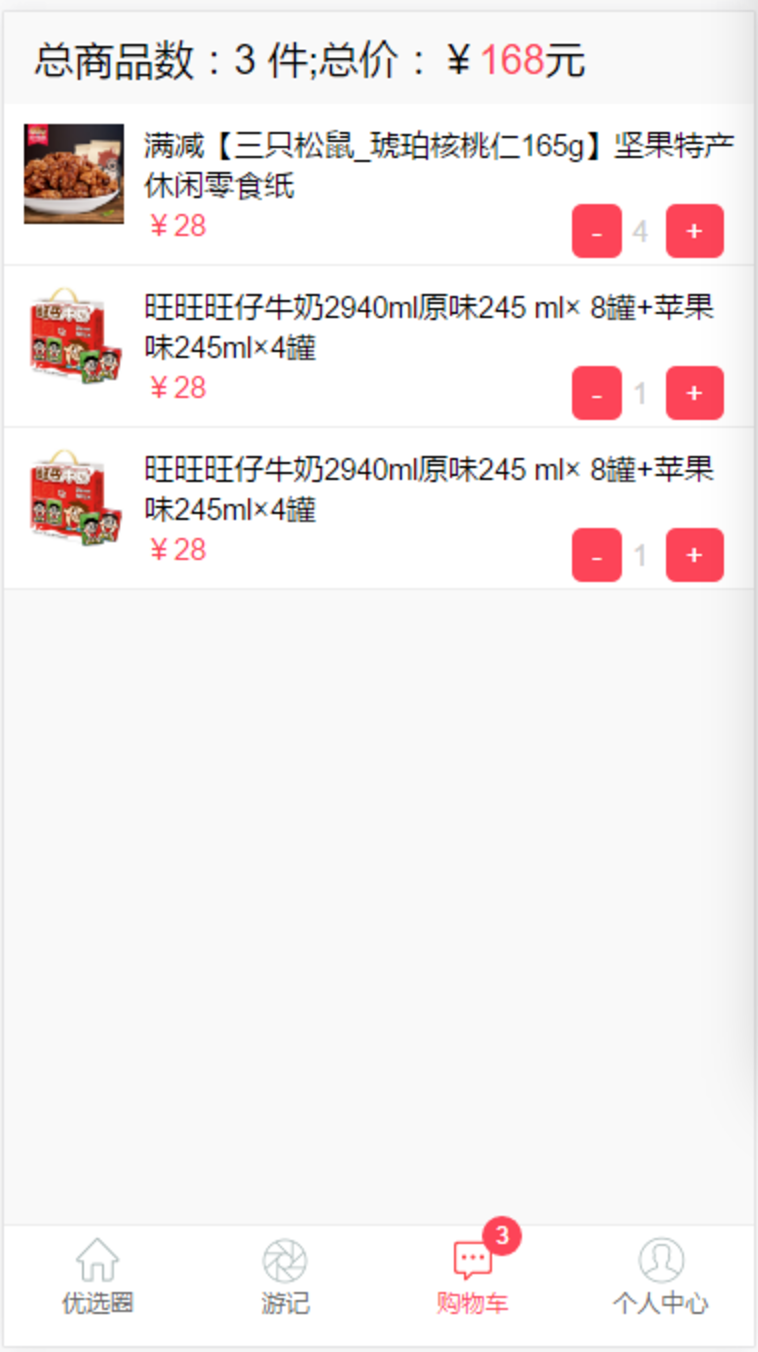 总商品数：3 件;总价：￥168元
满减【三只松鼠_琥珀核桃仁165g】坚果特产
休闲零食纸
￥28
- 4 +
旺旺旺仔牛奶2940ml原味245 ml× 8罐+苹果
味245ml×4罐
￥28
- 1 +
旺旺旺仔牛奶2940ml原味245 ml× 8罐+苹果
味245ml×4罐
￥28
- 1 +
3
优选圈 游记 购物车 个人中心